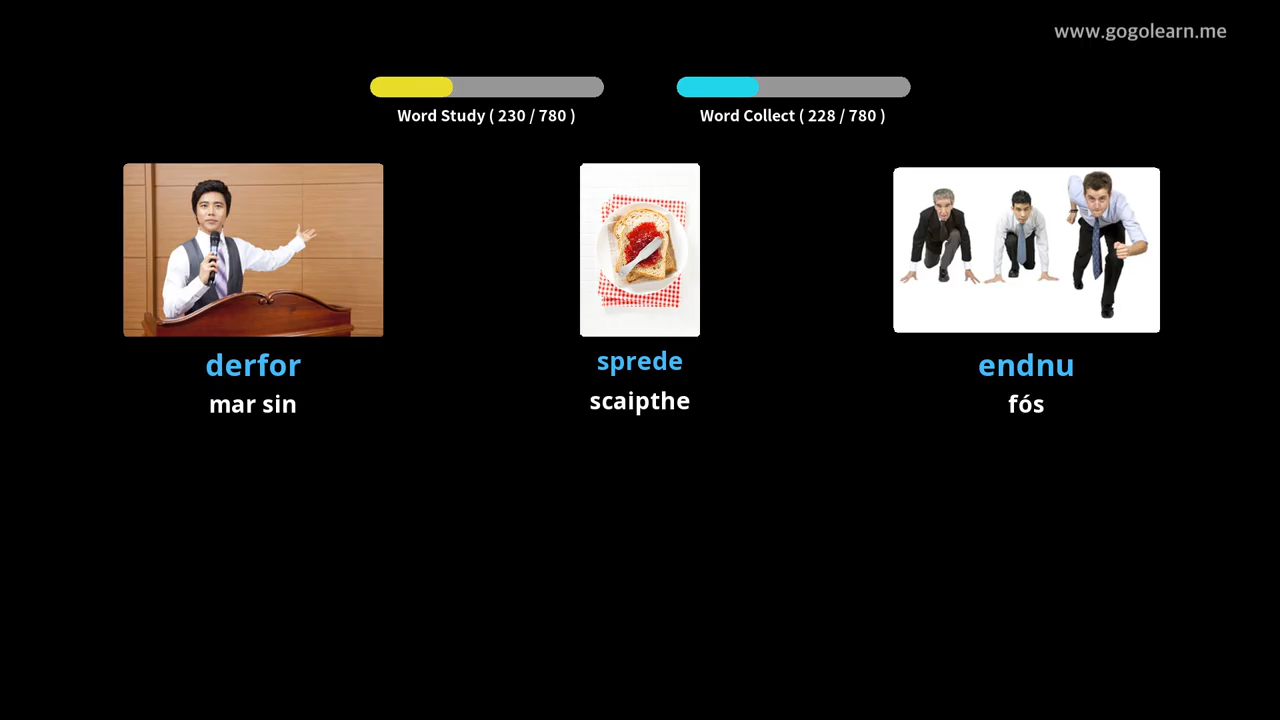 www.gogolearn.me
Word Study ( 230 / 780 )
Word Collect ( 228 / 780 )
derfor
mar sin
sprede
scaipthe
endnu
fós